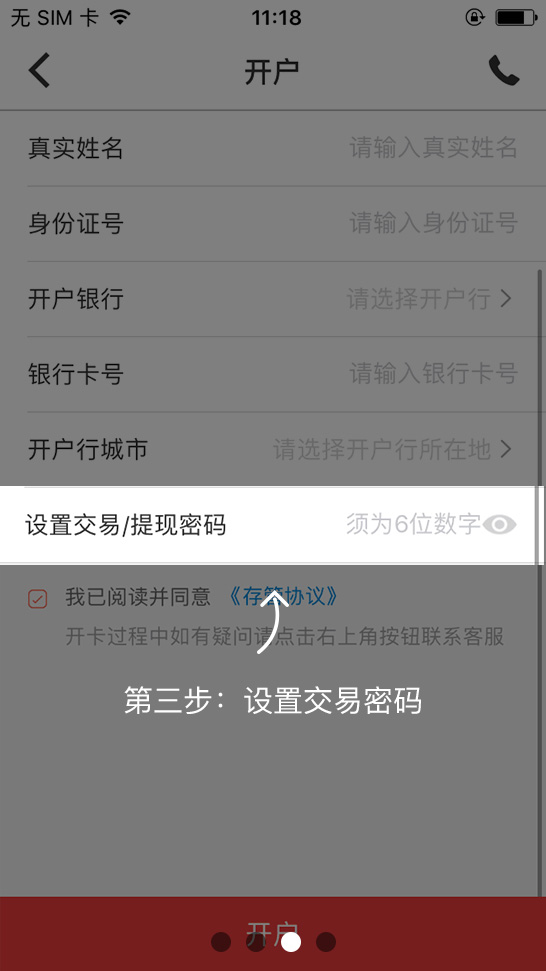 无 SIM 卡 11:18
开户
真实姓名 请输入真实姓名
身份证号 请输入身份证号
开户银行 请选择开户行
银行卡号 请输入银行卡号
开户行城市 请选择开户行所在地
设置交易/提现密码 须为6位数字
我已阅读并同意 《存管协议》
开卡过程中如有疑问请点击右上角按钮联系客服
第三步：设置交易密码
开户